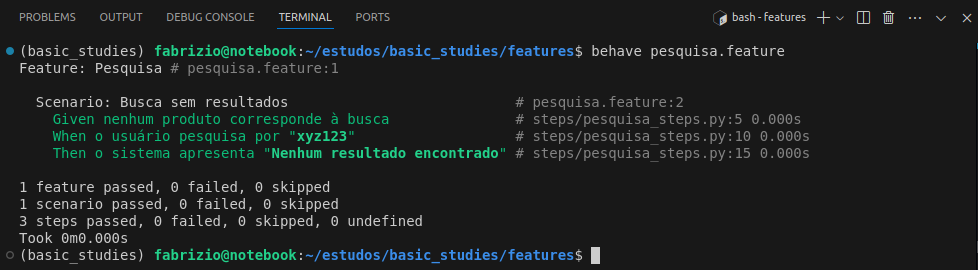 PROBLEMS OUTPUT DEBUG CONSOLE TERMINAL PORTS bash - features
(basic_studies) fabrizio@notebook:~/estudos/basic_studies/features$ behave pesquisa.feature
Feature: Pesquisa # pesquisa.feature:1
Scenario: Busca sem resultados # pesquisa.feature:2
Given nenhum produto corresponde à busca # steps/pesquisa_steps.py:5 0.000s
When o usuário pesquisa por "xyz123" # steps/pesquisa_steps.py:10 0.000s
Then o sistema apresenta "Nenhum resultado encontrado" # steps/pesquisa_steps.py:15 0.000s
1 feature passed, 0 failed, 0 skipped
1 scenario passed, 0 failed, 0 skipped
3 steps passed, 0 failed, 0 skipped, 0 undefined
Took 0m0.000s
(basic_studies) fabrizio@notebook:~/estudos/basic_studies/features$